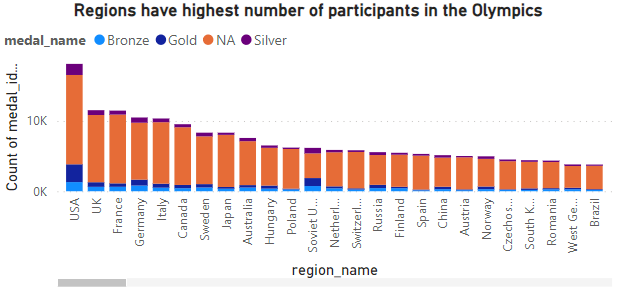 Regions have highest number of participants in the Olympics
medal_name Bronze Gold NA Silver
Count of medal_id...
10K
0K
USA
UK
France
Germany
Italy
Canada
Sweden
Japan
Australia
Hungary
Poland
Soviet U...
Netherl...
Switzerl...
Russia
Finland
Spain
China
Austria
Norway
Czechos...
South K...
Romania
West Ge...
Brazil
region_name